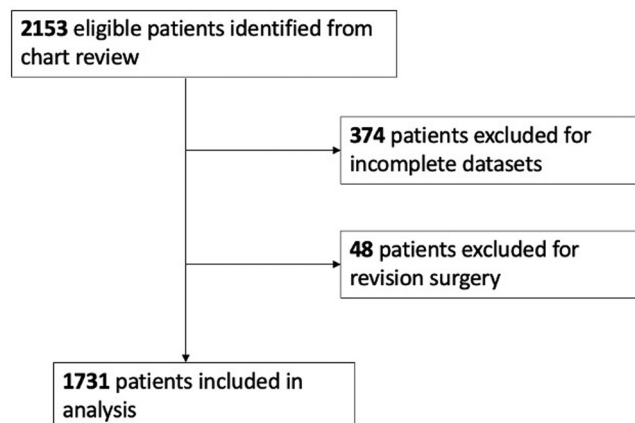 2153 eligible patients identified from
chart review
374 patients excluded for
incomplete datasets
48 patients excluded for
revision surgery
1731 patients included in
analysis